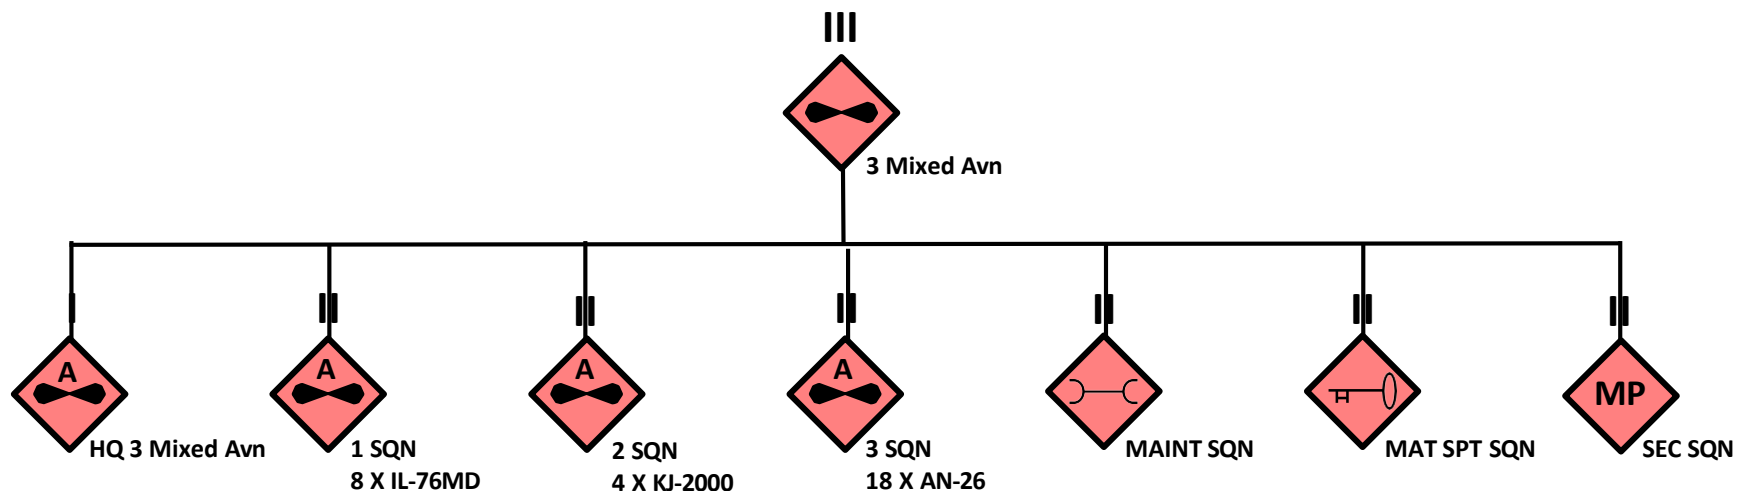 3 Mixed Avn
A
HQ 3 Mixed Avn
A
1 SQN
8 X IL-76MD
A
2 SQN
4 X KJ-2000
A
3 SQN
18 X AN-26
MAINT SQN
MAT SPT SQN
MP
SEC SQN